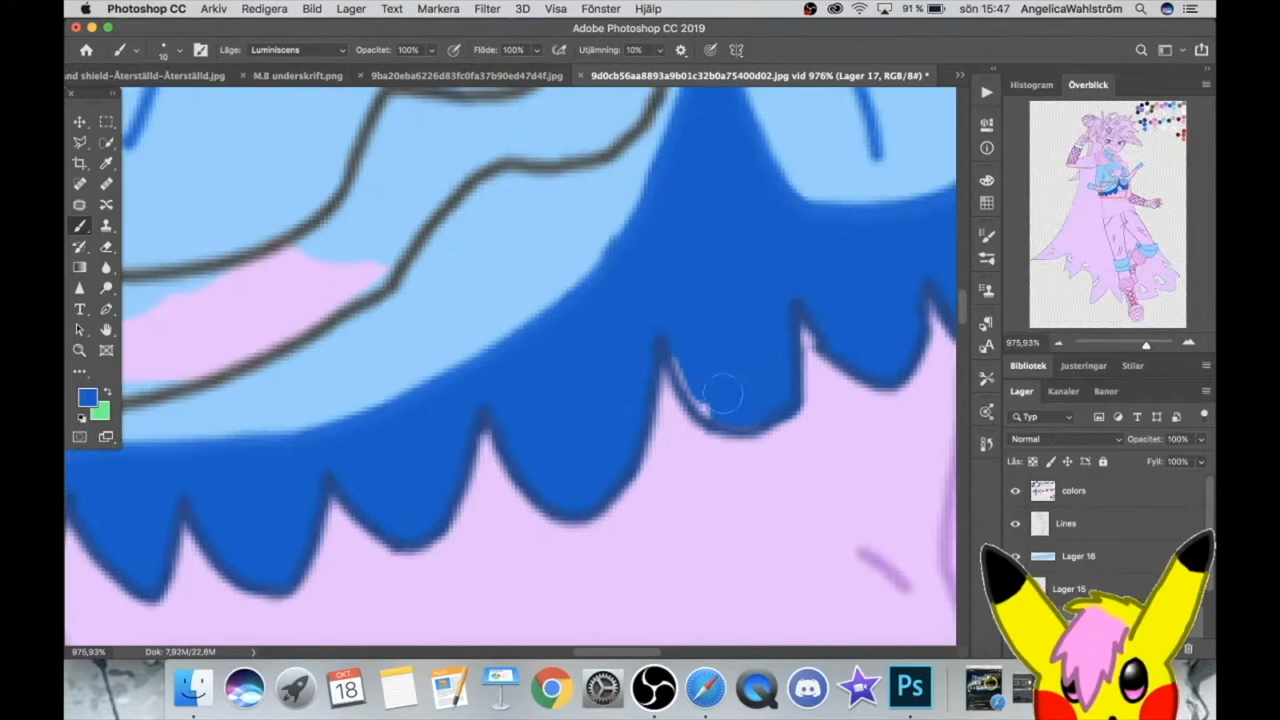 Photoshop CC Arkiv Redigera Bild Lager Text Markera Filter 3D Visa Fönster Hjälp 91 % sön 15:47 AngelicaWahlström
Adobe Photoshop CC 2019
10 Läge: Luminiscens Opacitet: 100% Flöde: 100% Utjämning: 10%
and shield-Återställd-Återställd.jpg × M.B underskrift.png × 9ba20eba6226d83fc0fa37b90ed47d4f.jpg × 9d0cb56aa8893a9b01c32b0a75400d02.jpg vid 976% (Lager 17, RGB/8#) *
Histogram Överblick
975,93%
Bibliotek Justeringar Stilar
Lager Kanaler Banor
Typ
Normal Opacitet: 100%
Lås: Fyll: 100%
colors
Lines
Lager 16
Lager 15
975,93% Dok: 7,92M/22,6M
OKT.
18
Ps